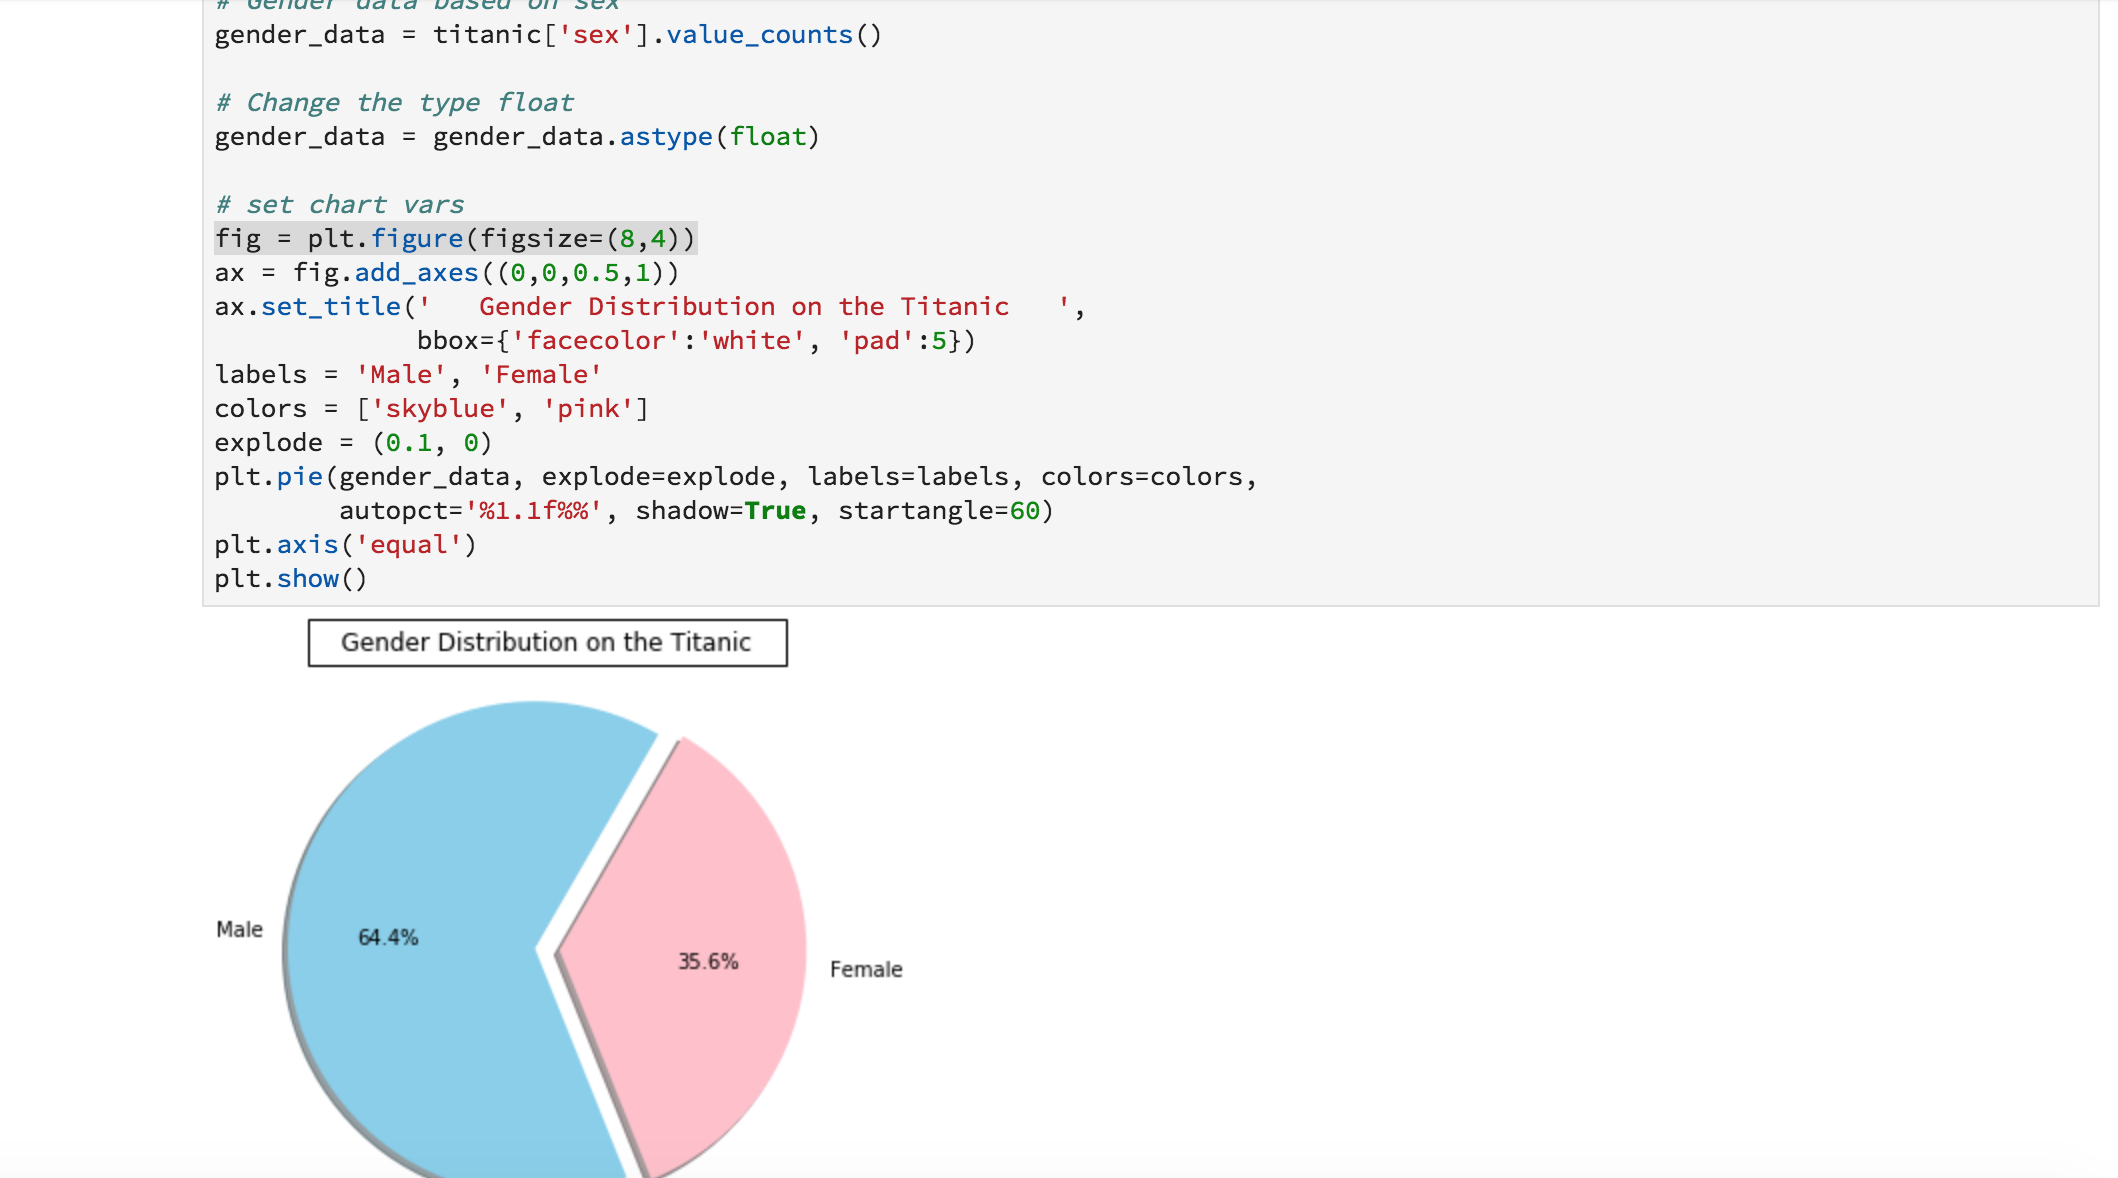 # Gender data based on sex
gender_data = titanic['sex'].value_counts()
# Change the type float
gender_data = gender_data.astype(float)
# set chart vars
fig = plt.figure(figsize=(8,4))
ax = fig.add_axes((0,0,0.5,1))
ax.set_title('   Gender Distribution on the Titanic   ',
             bbox={'facecolor':'white', 'pad':5})
labels = 'Male', 'Female'
colors = ['skyblue', 'pink']
explode = (0.1, 0)
plt.pie(gender_data, explode=explode, labels=labels, colors=colors,
        autopct='%1.1f%%', shadow=True, startangle=60)
plt.axis('equal')
plt.show()
Gender Distribution on the Titanic
Male
64.4%
35.6%
Female